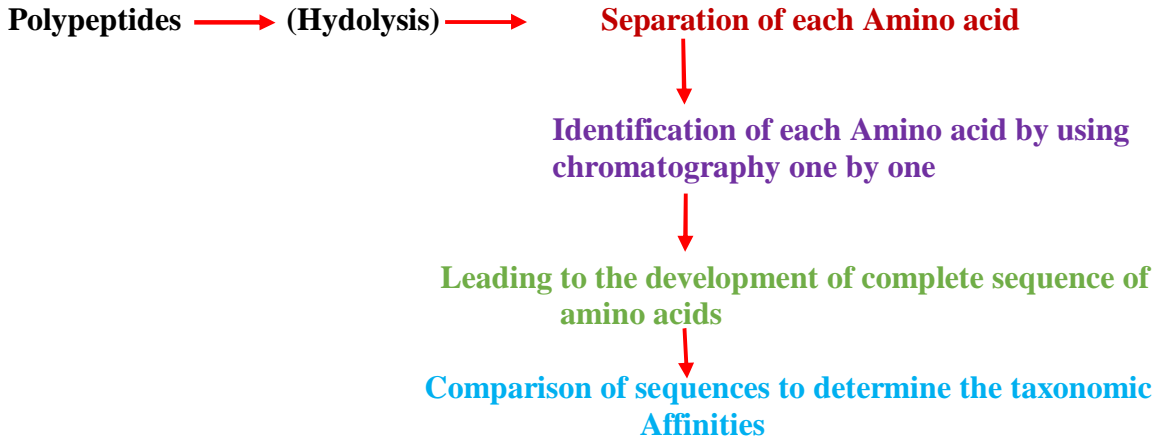 Polypeptides (Hydolysis) Separation of each Amino acid
Identification of each Amino acid by using
chromatography one by one
Leading to the development of complete sequence of
amino acids
Comparison of sequences to determine the taxonomic
Affinities